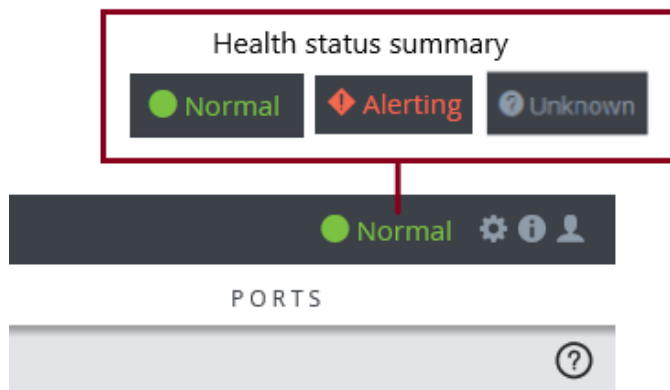 Health status summary
Normal Alerting Unknown
Normal
PORTS